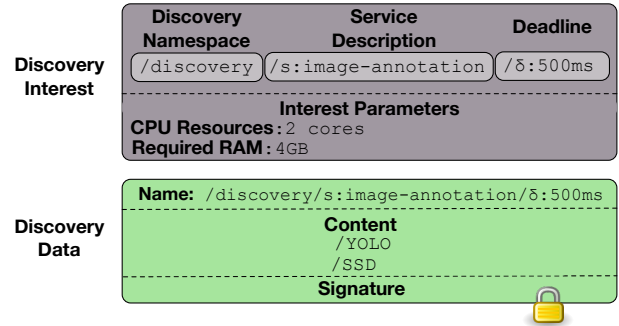 Discovery Namespace
Service Description
Deadline
Discovery Interest
/discovery /s:image-annotation /δ:500ms
Interest Parameters
CPU Resources: 2 cores
Required RAM: 4GB
Name: /discovery/s:image-annotation/δ:500ms
Discovery Data
Content
/YOLO
/SSD
Signature